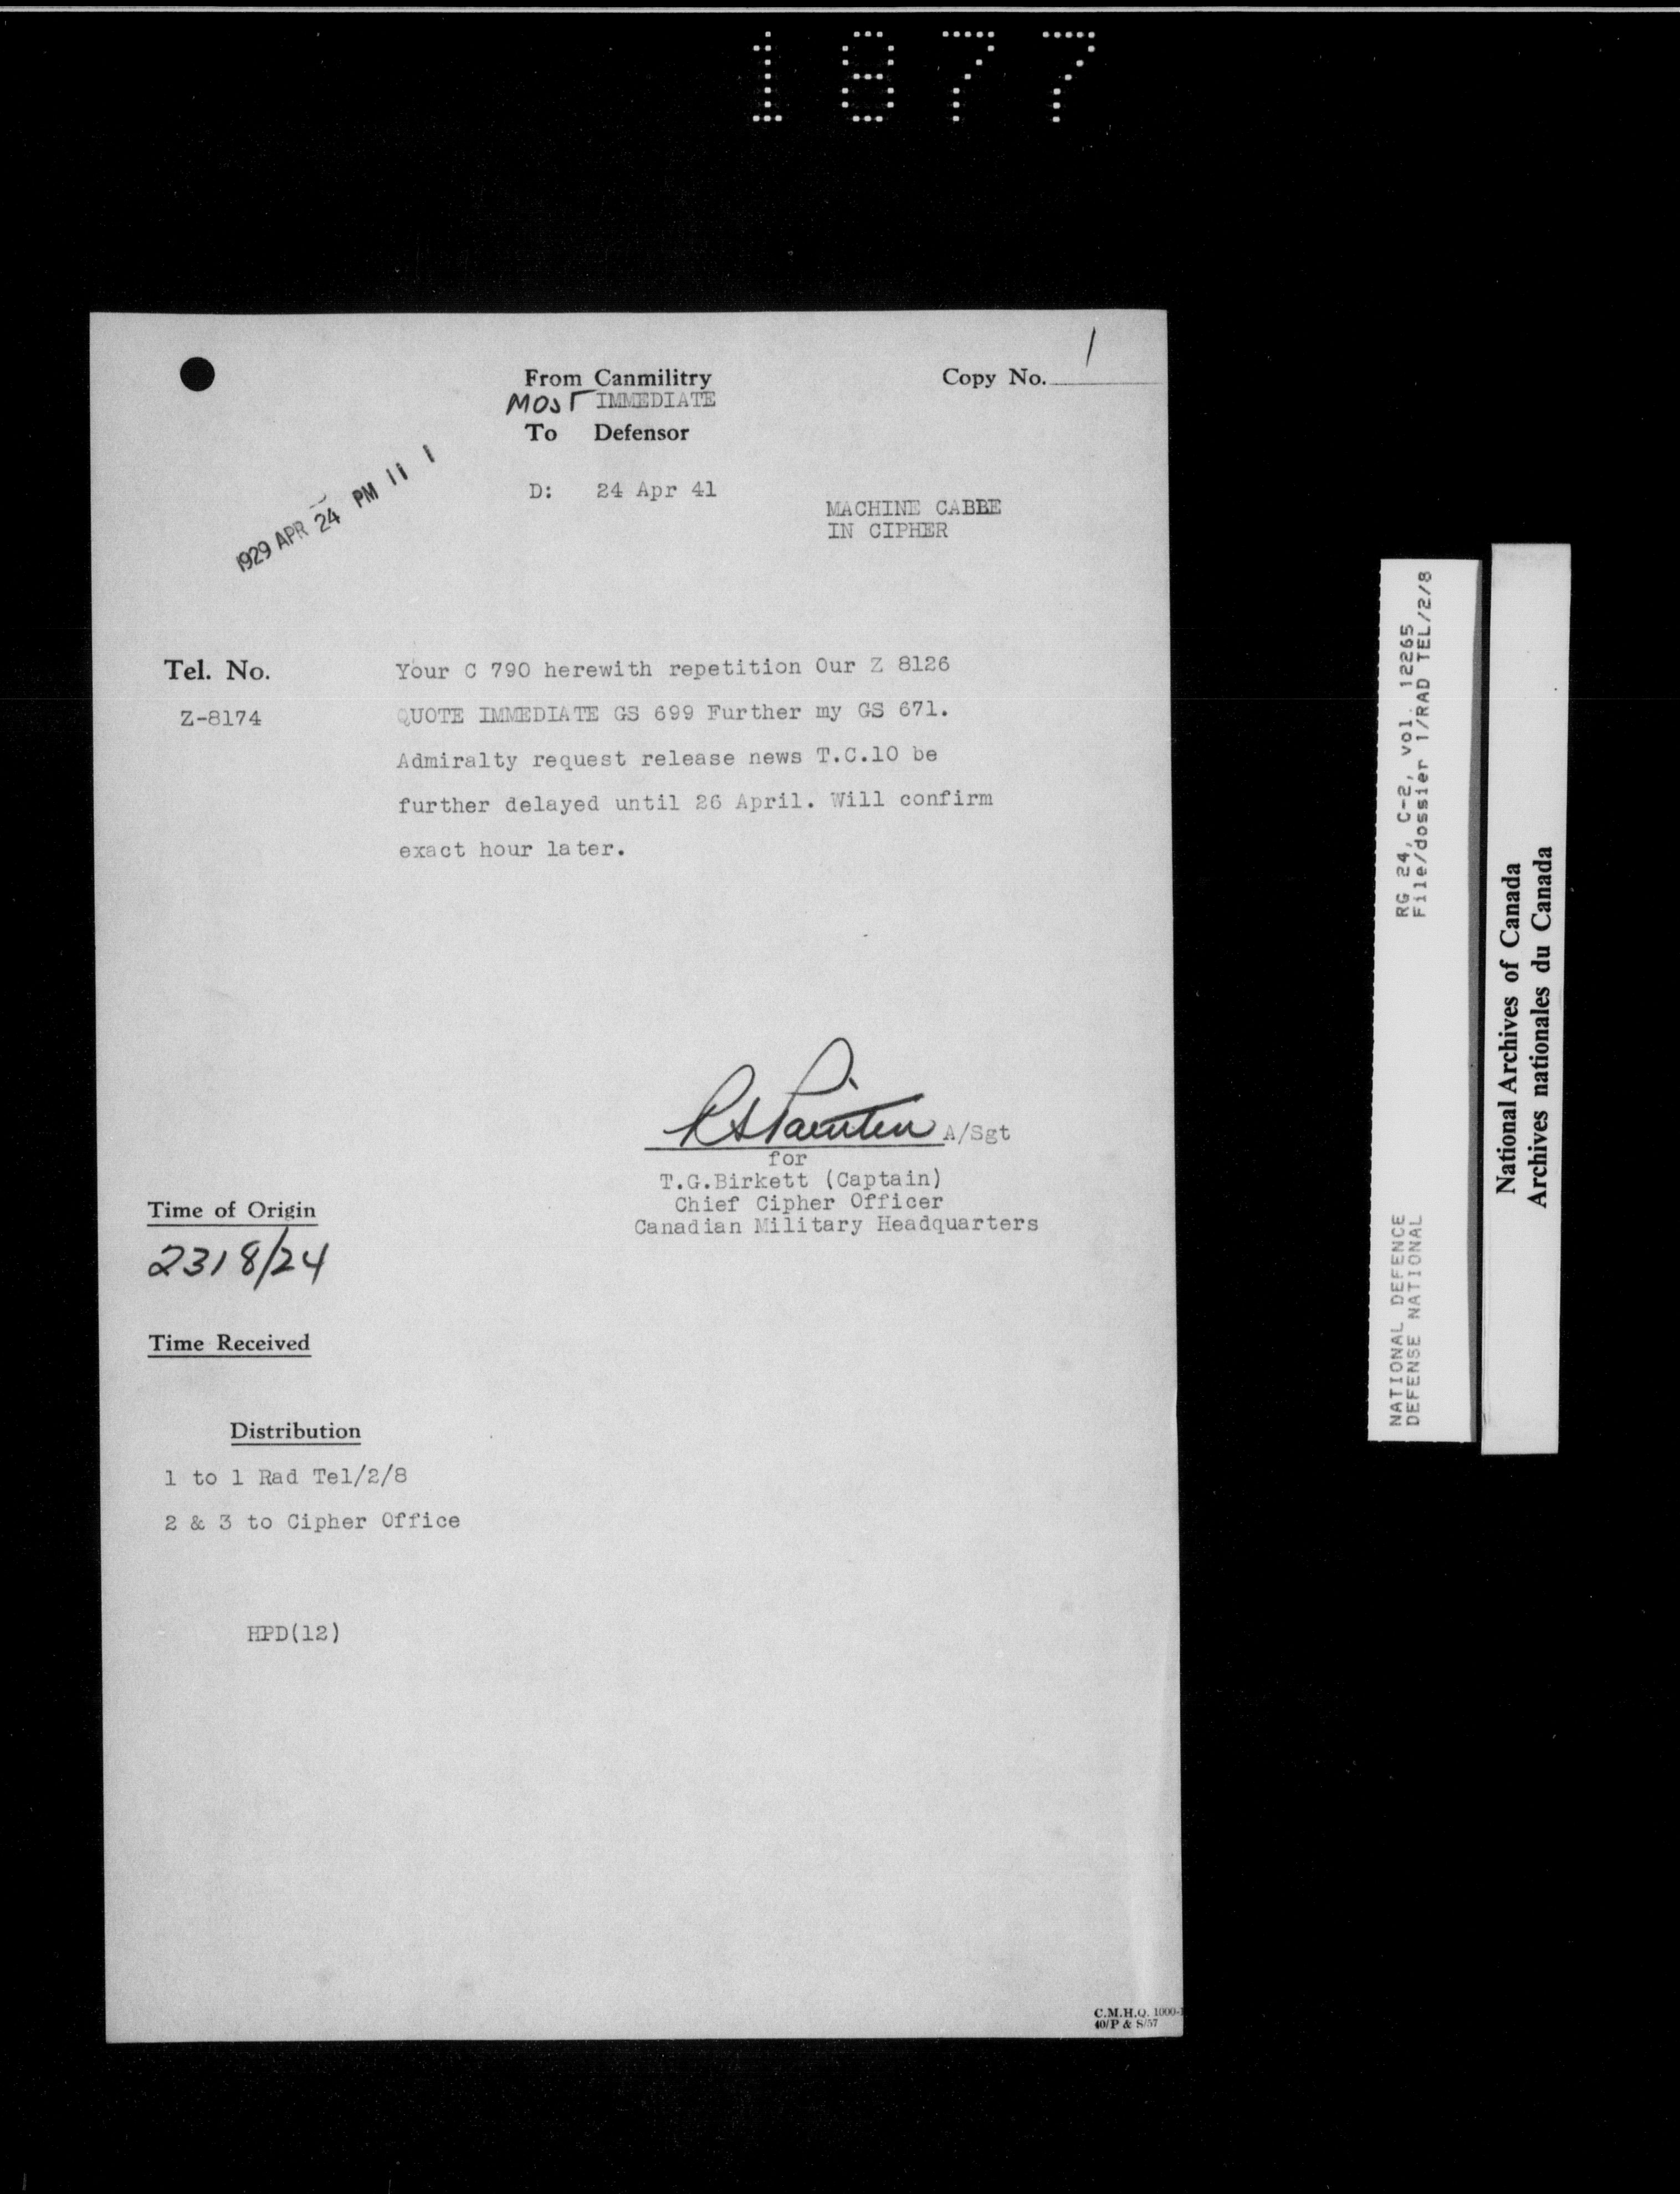 1877
1
From Canmilitry
Copy No.
MOST IMMEDIATE
To Defensor
D: 24 Apr 41
1929 APR 24 PM 11 1
MACHINE CABBE
IN CIPHER
Tel. No.
Z-8174
Your C 790 herewith repetition Our Z 8126
QUOTE IMMEDIATE GS 699 Further my GS 671.
Admiralty request release news T.C.10 be
further delayed until 26 April. Will confirm
exact hour later.
A/Sgt
for
T.G.Birkett (Captain)
Chief Cipher Officer
Canadian Military Headquarters
Time of Origin
2318/24
Time Received
Distribution
1 to 1 Rad Tel/2/8
2 & 3 to Cipher Office
HPD(12)
C.M.H.Q. 1000-
40/P & S/57
NATIONAL DEFENCE RG 24, C-2, vol. 12265
DEFENSE NATIONAL File/dossier 1/RAD TEL/2/8
National Archives of Canada
Archives nationales du Canada